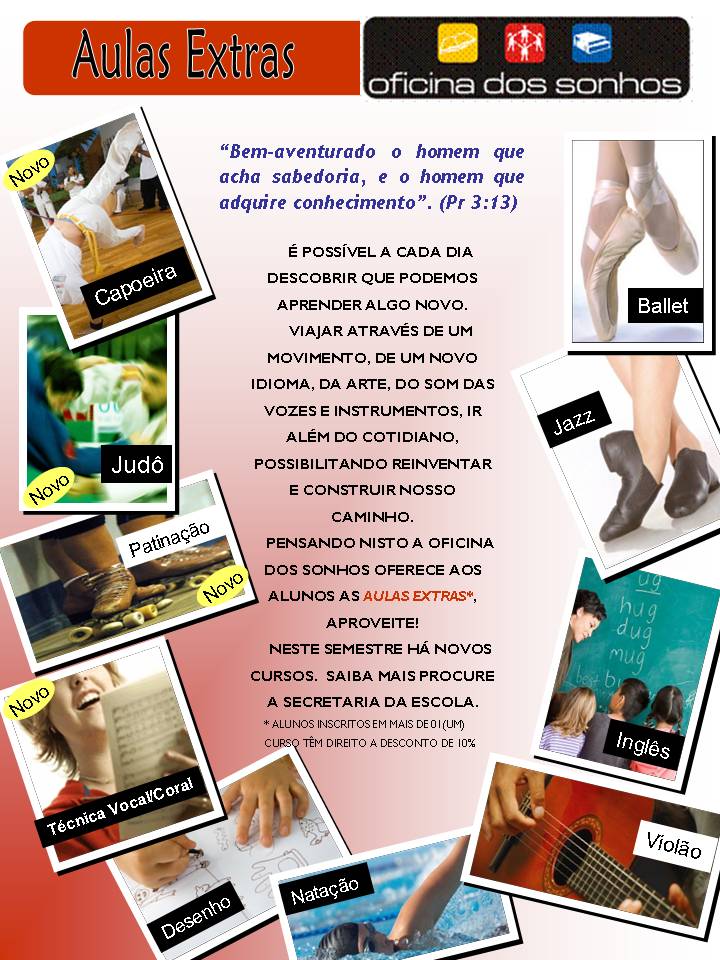 Aulas Extras
oficina dos sonhos
“Bem-aventurado o homem que
acha sabedoria, e o homem que
adquire conhecimento”. (Pr 3:13)
É POSSÍVEL A CADA DIA
DESCOBRIR QUE PODEMOS
APRENDER ALGO NOVO.
VIAJAR ATRAVÉS DE UM
MOVIMENTO, DE UM NOVO
IDIOMA, DA ARTE, DO SOM DAS
VOZES E INSTRUMENTOS, IR
ALÉM DO COTIDIANO,
POSSIBILITANDO REINVENTAR
E CONSTRUIR NOSSO
CAMINHO.
PENSANDO NISTO A OFICINA
DOS SONHOS OFERECE AOS
ALUNOS AS AULAS EXTRAS*,
APROVEITE!
NESTE SEMESTRE HÁ NOVOS
CURSOS. SAIBA MAIS PROCURE
A SECRETARIA DA ESCOLA.
* ALUNOS INSCRITOS EM MAIS DE 01(UM)
CURSO TÊM DIREITO A DESCONTO DE 10%
Novo
Capoeira
Judô
Novo
Patinação
Novo
Novo
Técnica Vocal/Coral
Desenho
Natação
Ballet
Jazz
ug
hug
dug
mug
best
Inglês
Violão